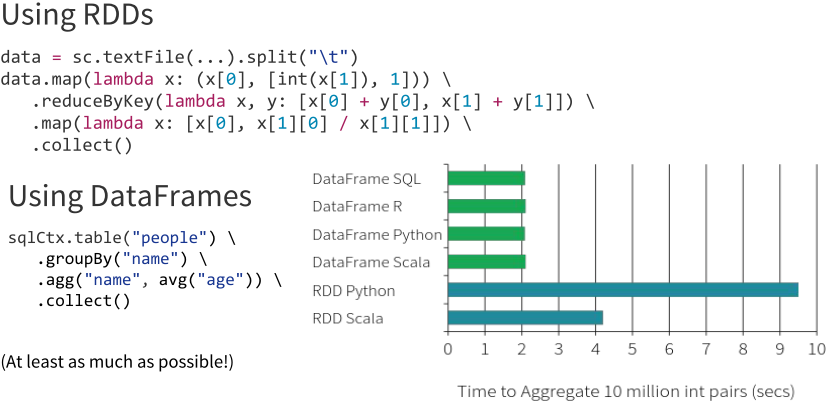 Using RDDs
data = sc.textFile(...).split("\t")
data.map(lambda x: (x[0], [int(x[1]), 1])) \
.reduceByKey(lambda x, y: [x[0] + y[0], x[1] + y[1]]) \
.map(lambda x: [x[0], x[1][0] / x[1][1]]) \
.collect()
Using DataFrames
sqlCtx.table("people") \
.groupBy("name") \
.agg("name", avg("age")) \
.collect()
(At least as much as possible!)
DataFrame SQL
DataFrame R
DataFrame Python
DataFrame Scala
RDD Python
RDD Scala
0 1 2 3 4 5 6 7 8 9 10
Time to Aggregate 10 million int pairs (secs)